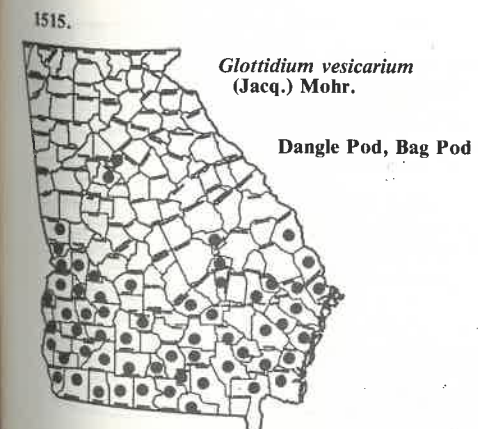 1515.
Glottidium vesicarium
(Jacq.) Mohr.
Dangle Pod, Bag Pod